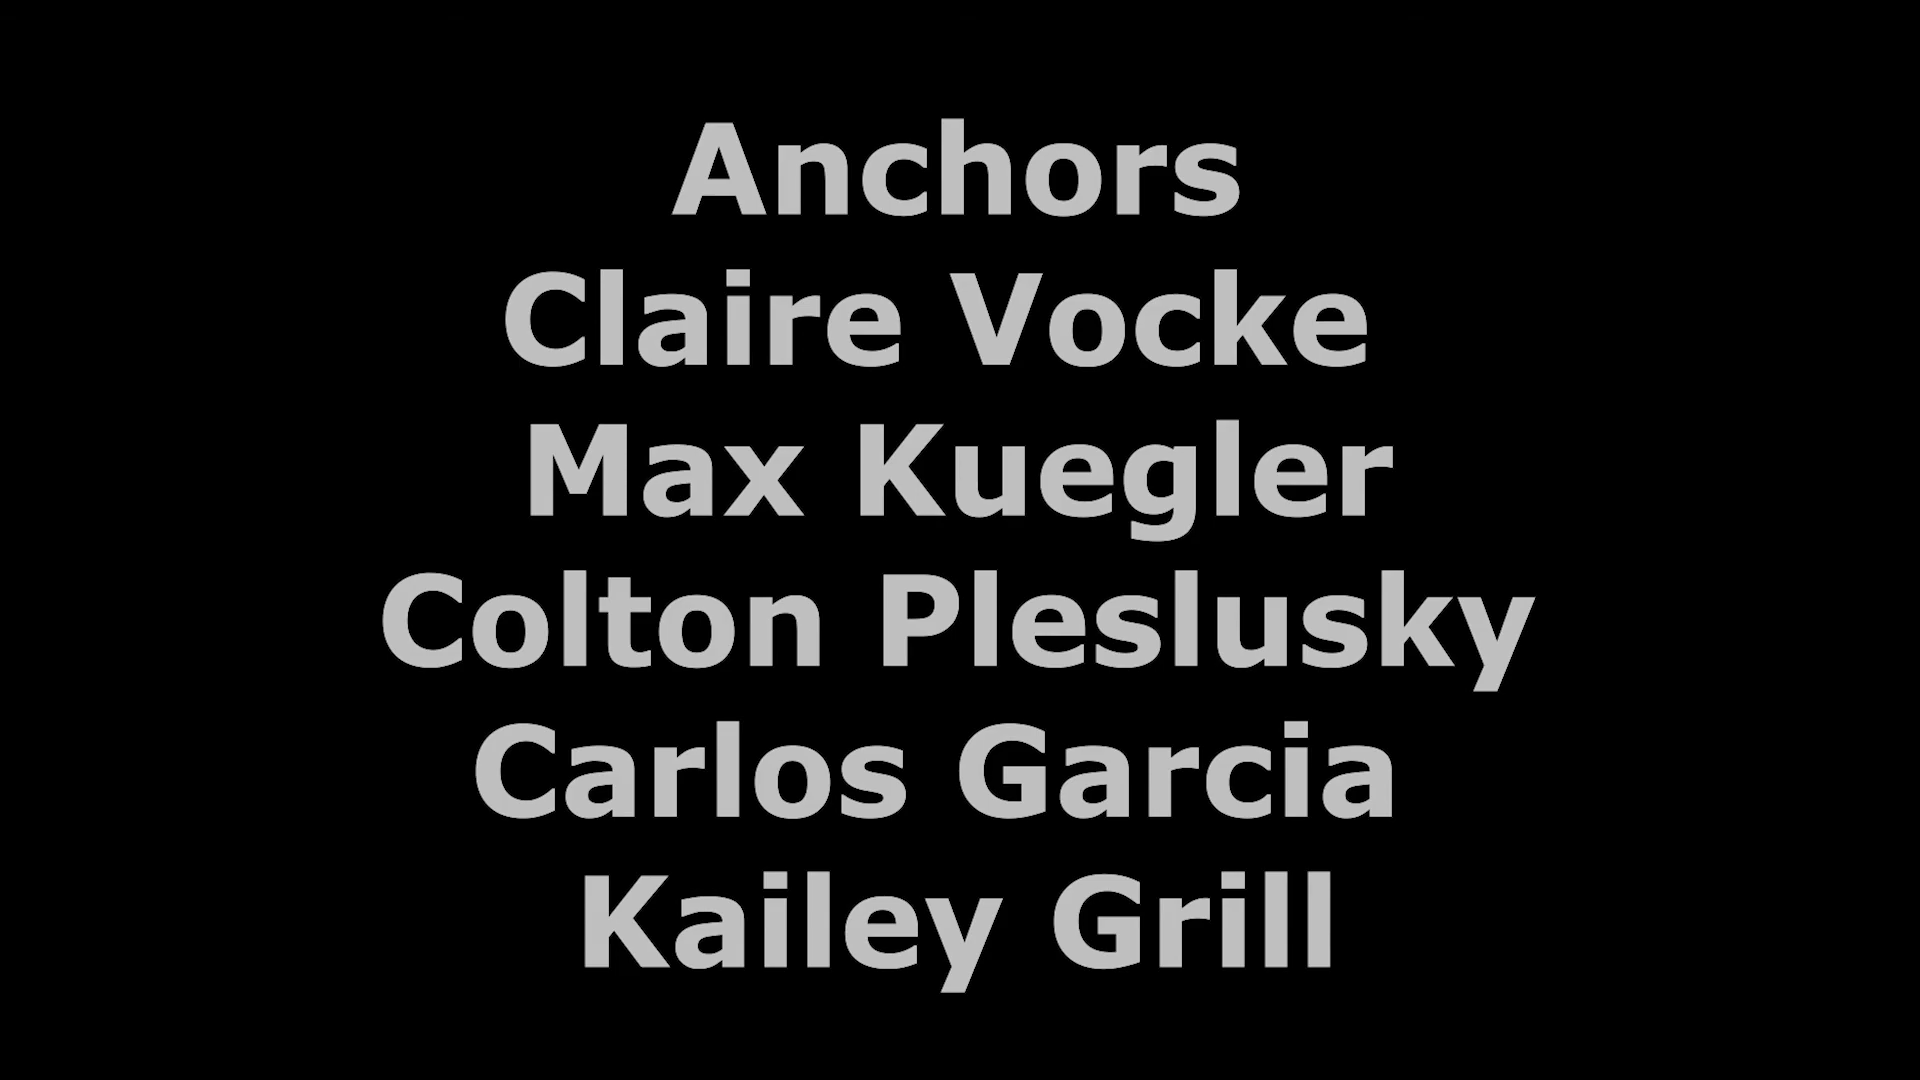 Anchors
Claire Vocke
Max Kuegler
Colton Pleslusky
Carlos Garcia
Kailey Grill